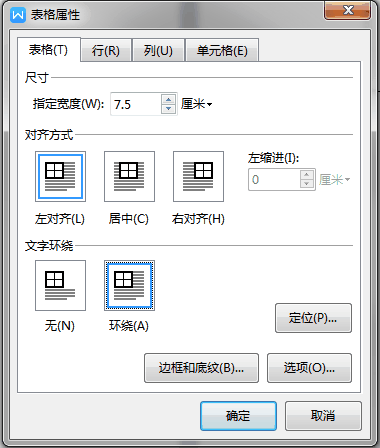 表格属性
表格(T) 行(R) 列(U) 单元格(E)
尺寸
指定宽度(W): 7.5 厘米
对齐方式
左缩进(I):
0 厘米
左对齐(L) 居中(C) 右对齐(H)
文字环绕
无(N) 环绕(A)
定位(P)...
边框和底纹(B)... 选项(O)...
确定 取消